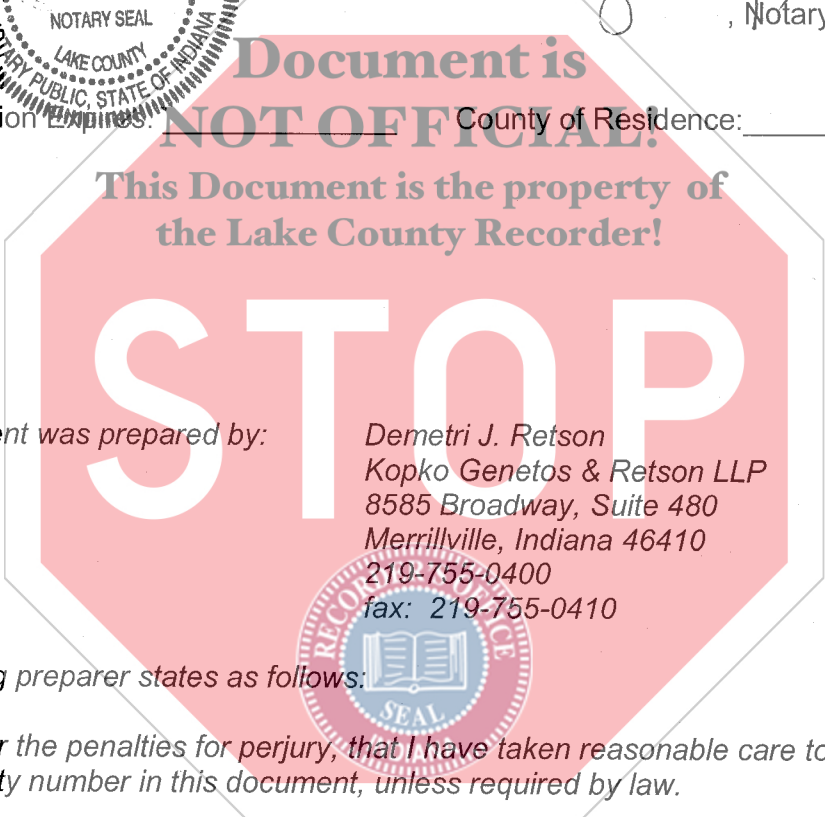 NOTARY SEAL
LAKE COUNTY
NOTARY PUBLIC, STATE OF INDIANA
, Notary
Document is
NOT OFFICIAL!
ion Expires: County of Residence:
This Document is the property of
the Lake County Recorder!
STOP
ent was prepared by: Demetri J. Retson
Kopko Genetos & Retson LLP
8585 Broadway, Suite 480
Merrillville, Indiana 46410
219-755-0400
fax: 219-755-0410
RECORDER'S OFFICE
SEAL
INDIANA
g preparer states as follows:
r the penalties for perjury, that I have taken reasonable care to
ty number in this document, unless required by law.